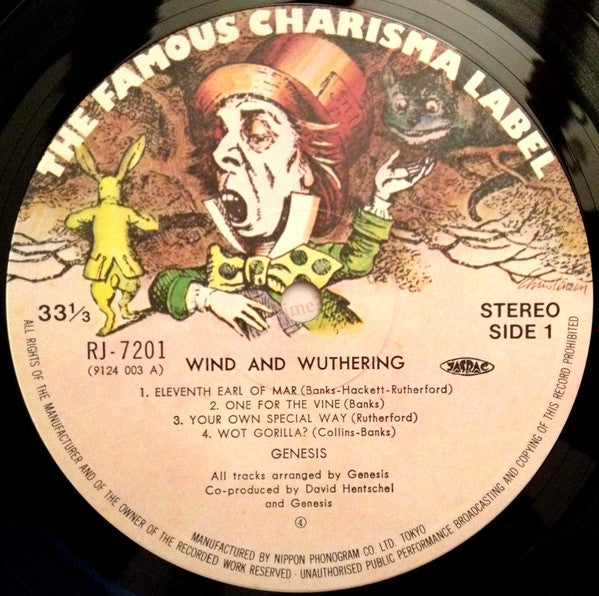 THE FAMOUS CHARISMA LABEL
33⅓
STEREO
SIDE 1
RJ-7201
(9124 003 A)
WIND AND WUTHERING
JASRAC
1. ELEVENTH EARL OF MAR (Banks-Hackett-Rutherford)
2. ONE FOR THE VINE (Banks)
3. YOUR OWN SPECIAL WAY (Rutherford)
4. WOT GORILLA? (Collins-Banks)
GENESIS
All tracks arranged by Genesis
Co-produced by David Hentschel
and Genesis
④
ALL RIGHTS OF THE MANUFACTURER AND OF THE OWNER OF THE RECORDED WORK RESERVED · UNAUTHORISED PUBLIC PERFORMANCE BROADCASTING AND COPYING OF THIS RECORD PROHIBITED
MANUFACTURED BY NIPPON PHONOGRAM CO. LTD. TOKYO